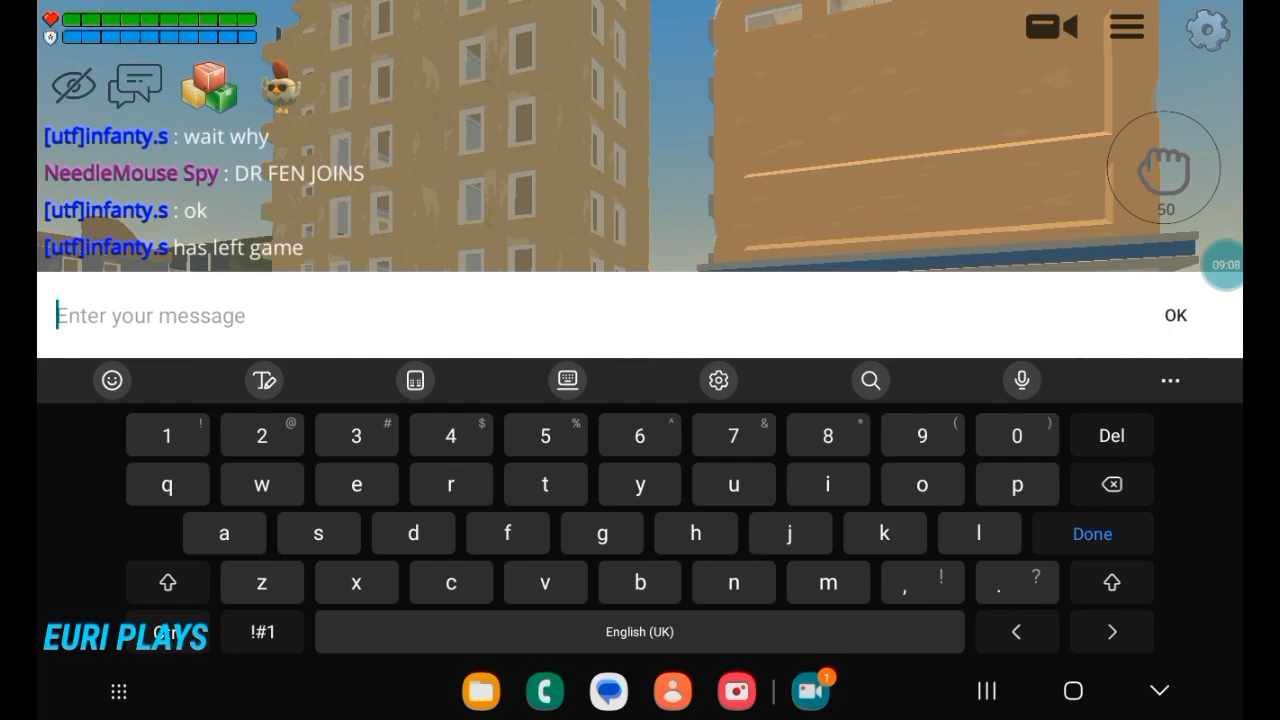 [utf]infanty.s : wait why
NeedleMouse Spy : DR FEN JOINS
[utf]infanty.s : ok
[utf]infanty.s has left game
50
09:08
Enter your message
OK
1 ! 2 @ 3 # 4 $ 5 % 6 ^ 7 & 8 * 9 ( 0 ) Del
q w e r t y u i o p
a s d f g h j k l Done
z x c v b n m , ! . ?
EURI PLAYS
!#1 English (UK) < >
1